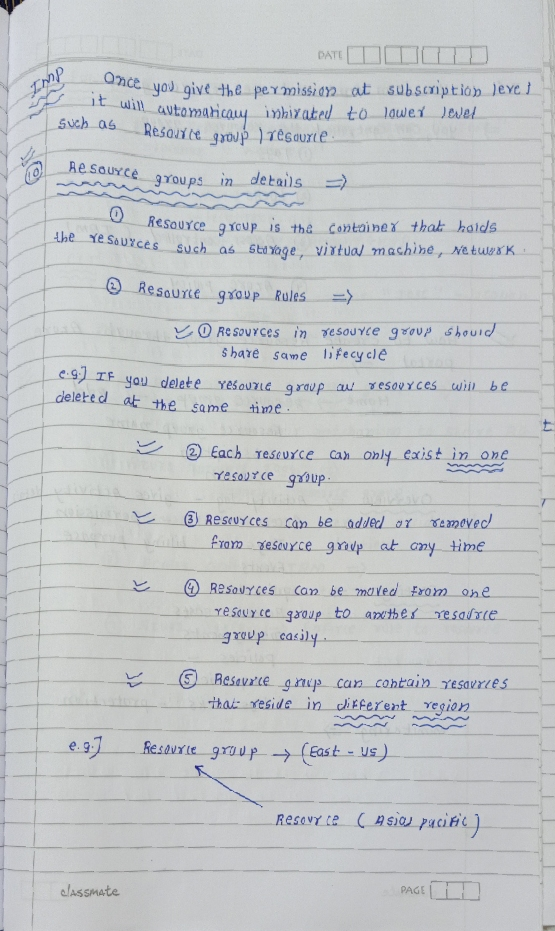 DATE
Imp Once you give the permission at subscription level
it will automaticaly inhirated to lower level
such as Resource group / resource.
10 Resource groups in details ⇒
① Resource group is the container that holds
the resources such as storage, virtual machine, Network.
② Resource group Rules ⇒
① Resources in resource group should
share same lifecycle
e.g.] If you delete resource group all resources will be
deleted at the same time.
② Each resource can only exist in one
resource group.
③ Resources can be added or removed
from resource group at any time
④ Resources can be moved from one
resource group to another resource
group easily.
⑤ Resource group can contain resources
that reside in different region
e.g.] Resource group → (East - US)
Resource (Asia pacific)
classmate
PAGE